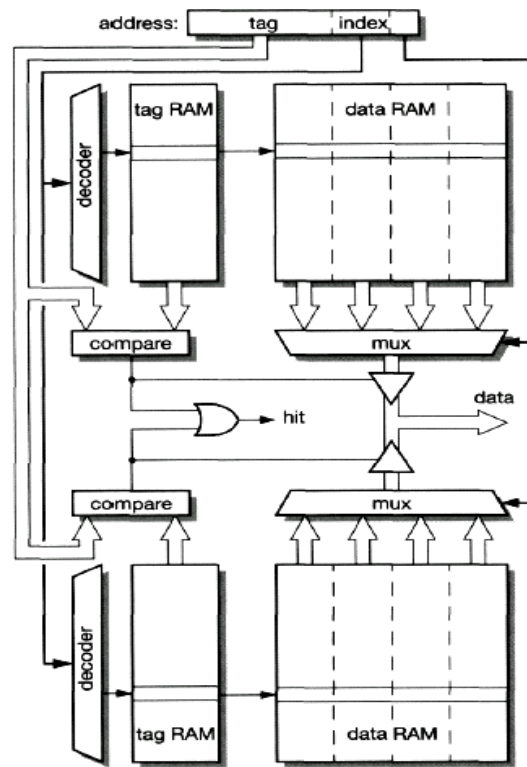 address: tag index
tag RAM
data RAM
decoder
compare
mux
hit
data
compare
mux
decoder
tag RAM
data RAM